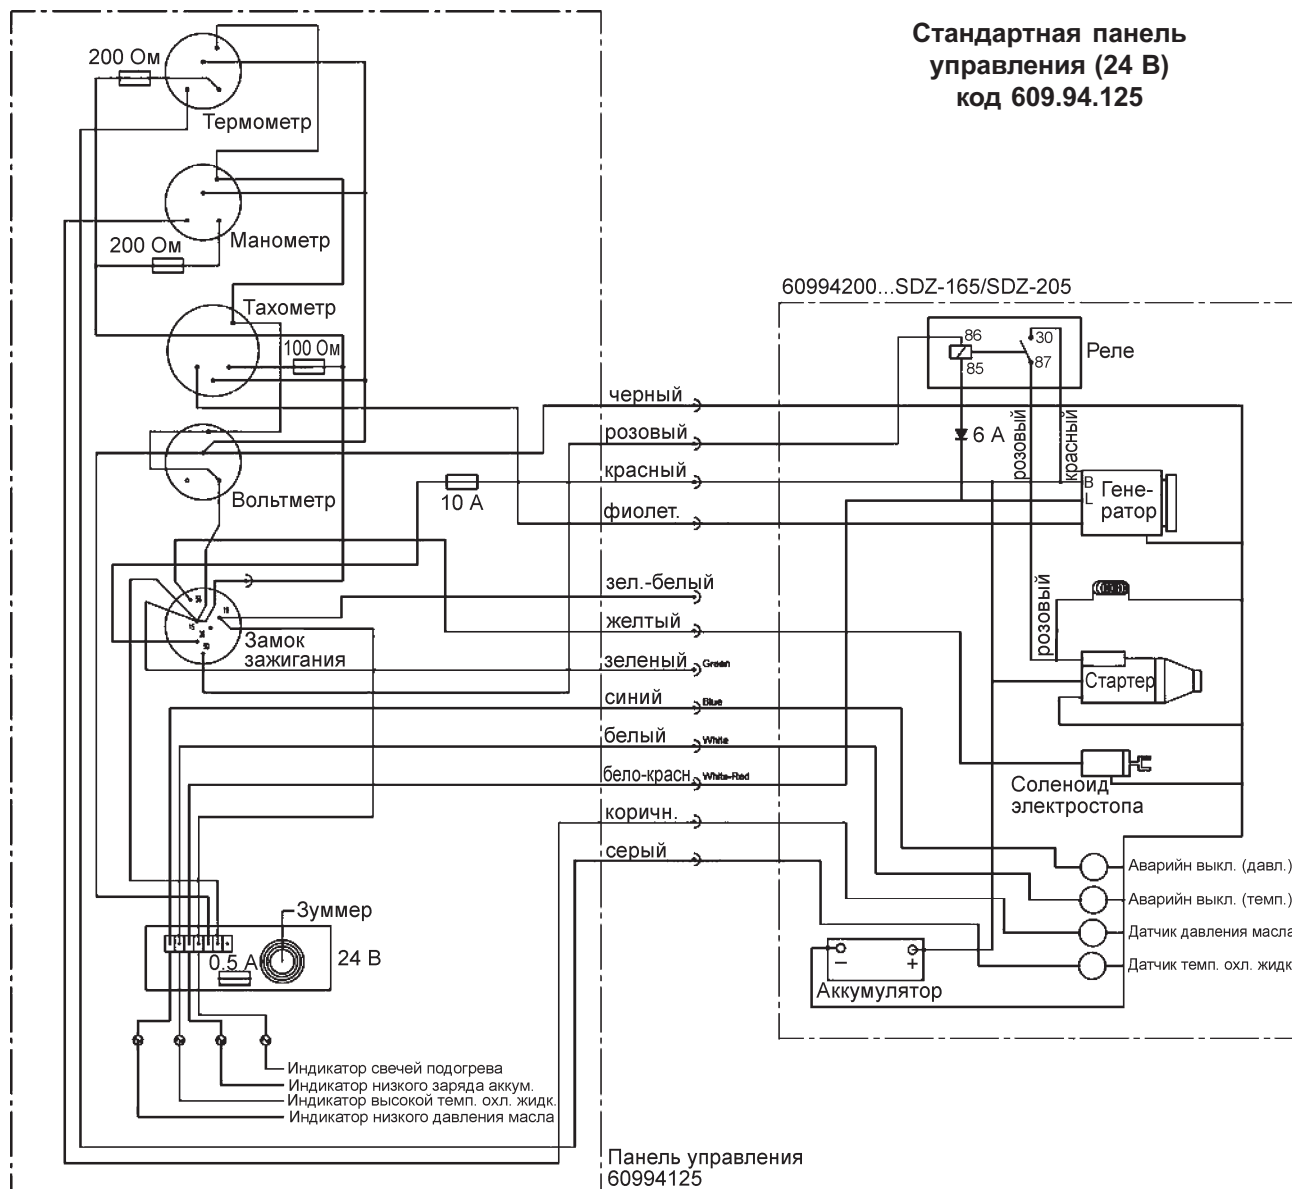 Стандартная панель
управления (24 В)
код 609.94.125
200 Ом
Термометр
Манометр
200 Ом
Тахометр
100 Ом
Вольтметр
10 А
Замок
зажигания
15
30
50
19
черный
розовый
красный
фиолет.
зел.-белый
желтый
зеленый Green
синий Blue
белый White
бело-красн. White-Red
коричн.
серый
60994200...SDZ-165/SDZ-205
86
30
85
87
Реле
6 А
розовый
красный
B
L
Гене-
ратор
розовый
Стартер
Соленоид
электростопа
Аварийн выкл. (давл.)
Аварийн выкл. (темп.)
Датчик давления масла
Датчик темп. охл. жидк
– +
Аккумулятор
Зуммер
0.5 А
24 В
Индикатор свечей подогрева
Индикатор низкого заряда аккум.
Индикатор высокой темп. охл. жидк.
Индикатор низкого давления масла
Панель управления
60994125